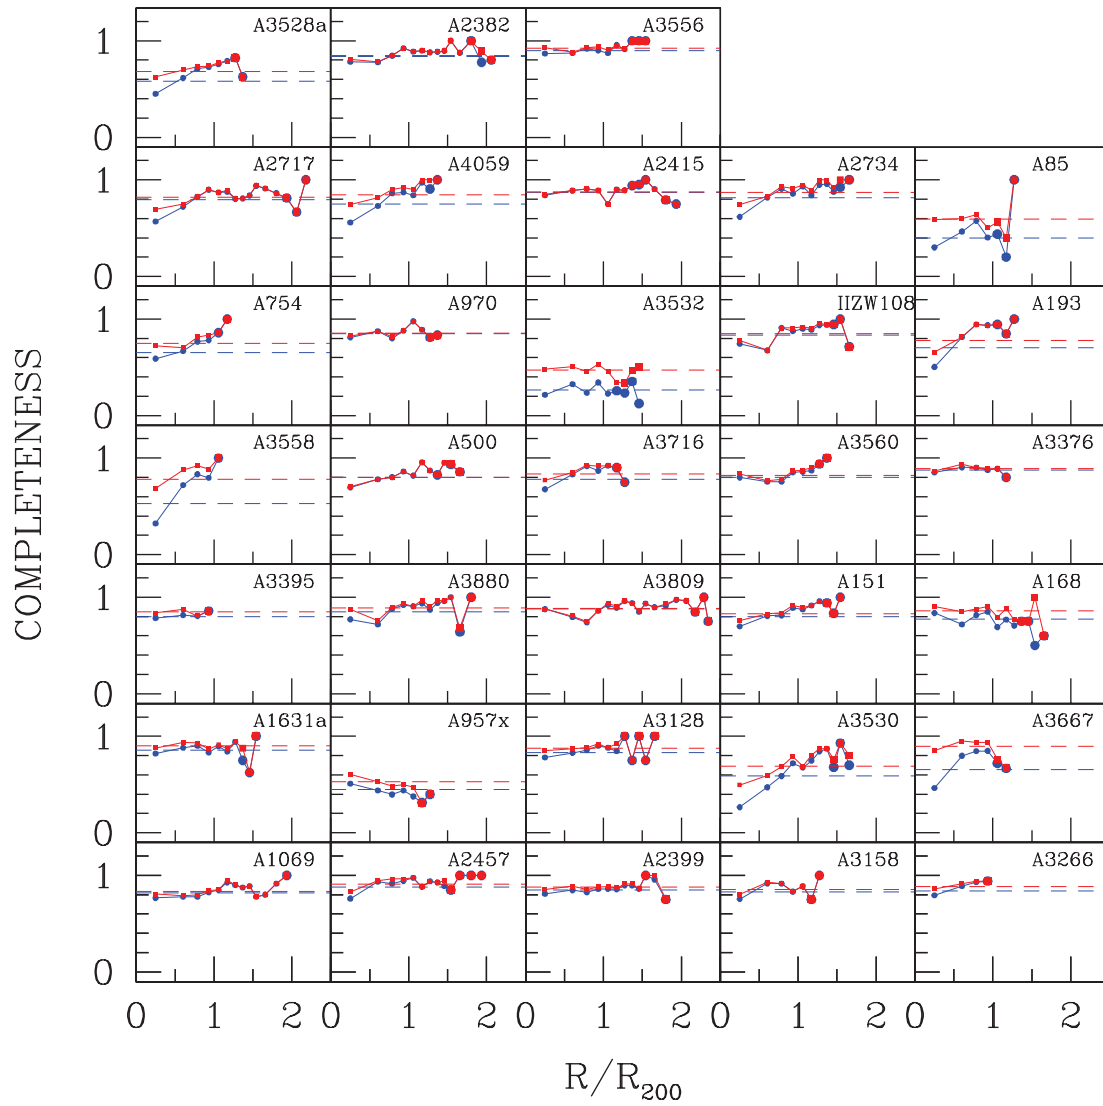 A3528a A2382 A3556
1
0
A2717 A4059 A2415 A2734 A85
1
0
A754 A970 A3532 IIZW108 A193
1
0
A3558 A500 A3716 A3560 A3376
1
0
A3395 A3880 A3809 A151 A168
1
0
A1631a A957x A3128 A3530 A3667
1
0
A1069 A2457 A2399 A3158 A3266
1
0
0 1 2 0 1 2 0 1 2 0 1 2 0 1 2
COMPLETENESS
R/R200